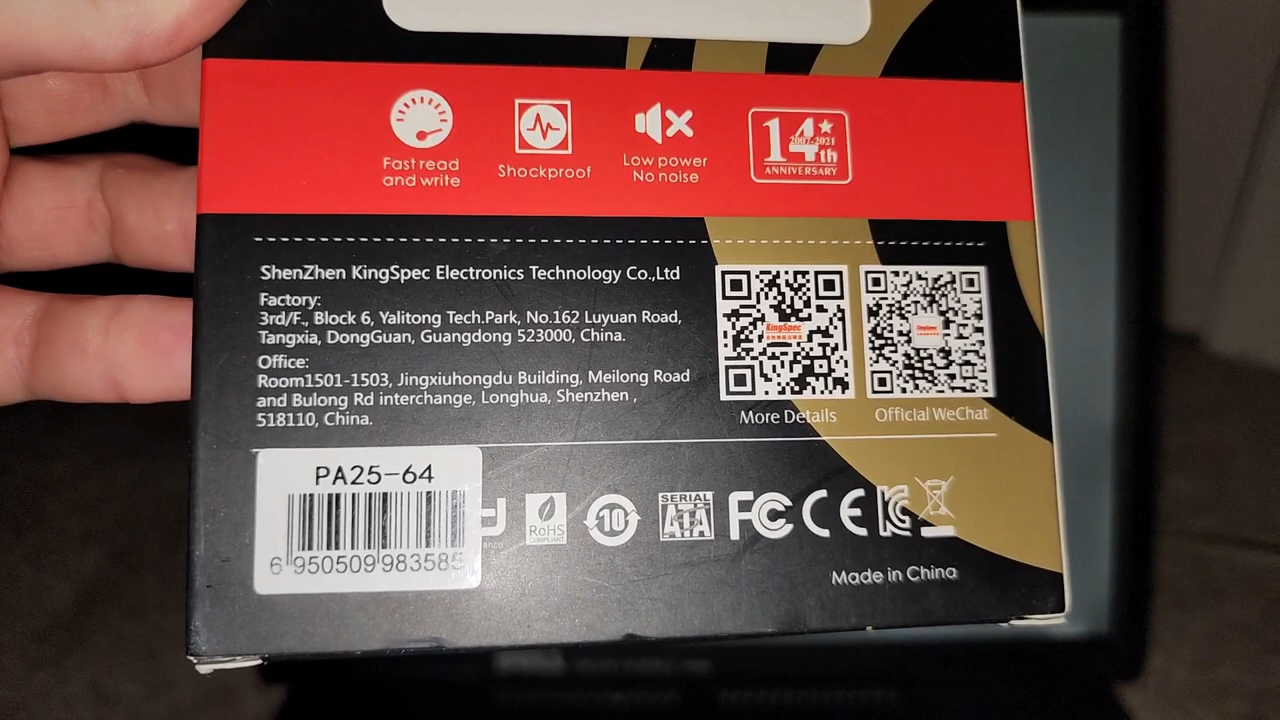 Fast read
and write
Shockproof
Low power
No noise
14th
2007-2021
ANNIVERSARY
ShenZhen KingSpec Electronics Technology Co.,Ltd
Factory:
3rd/F., Block 6, Yalitong Tech.Park, No.162 Luyuan Road,
Tangxia, DongGuan, Guangdong 523000, China.
Office:
Room1501-1503, Jingxiuhongdu Building, Meilong Road
and Bulong Rd interchange, Longhua, Shenzhen ,
518110, China.
KingSpec
KingSpec
More Details
Official WeChat
PA25-64
6 950509 983585
RoHS
COMPLIANT
10
SERIAL
ATA
FC CE
Made in China